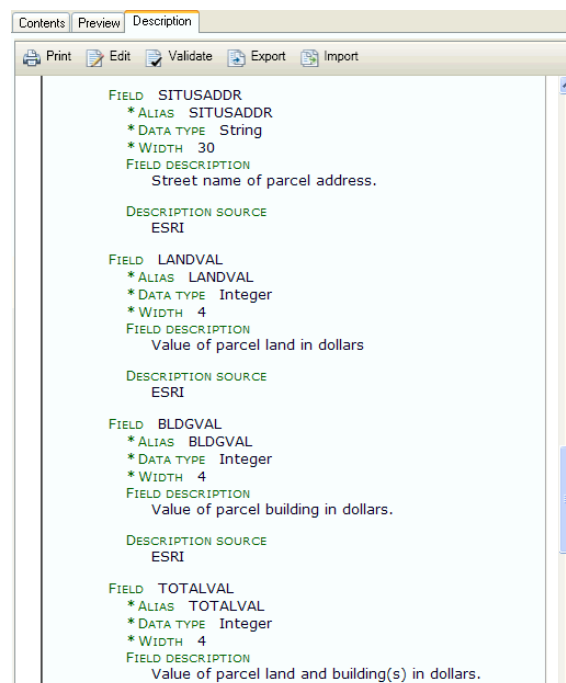 Contents Preview Description
Print Edit Validate Export Import
FIELD SITUSADDR
* ALIAS SITUSADDR
* DATA TYPE String
* WIDTH 30
FIELD DESCRIPTION
Street name of parcel address.
DESCRIPTION SOURCE
ESRI
FIELD LANDVAL
* ALIAS LANDVAL
* DATA TYPE Integer
* WIDTH 4
FIELD DESCRIPTION
Value of parcel land in dollars
DESCRIPTION SOURCE
ESRI
FIELD BLDGVAL
* ALIAS BLDGVAL
* DATA TYPE Integer
* WIDTH 4
FIELD DESCRIPTION
Value of parcel building in dollars.
DESCRIPTION SOURCE
ESRI
FIELD TOTALVAL
* ALIAS TOTALVAL
* DATA TYPE Integer
* WIDTH 4
FIELD DESCRIPTION
Value of parcel land and building(s) in dollars.